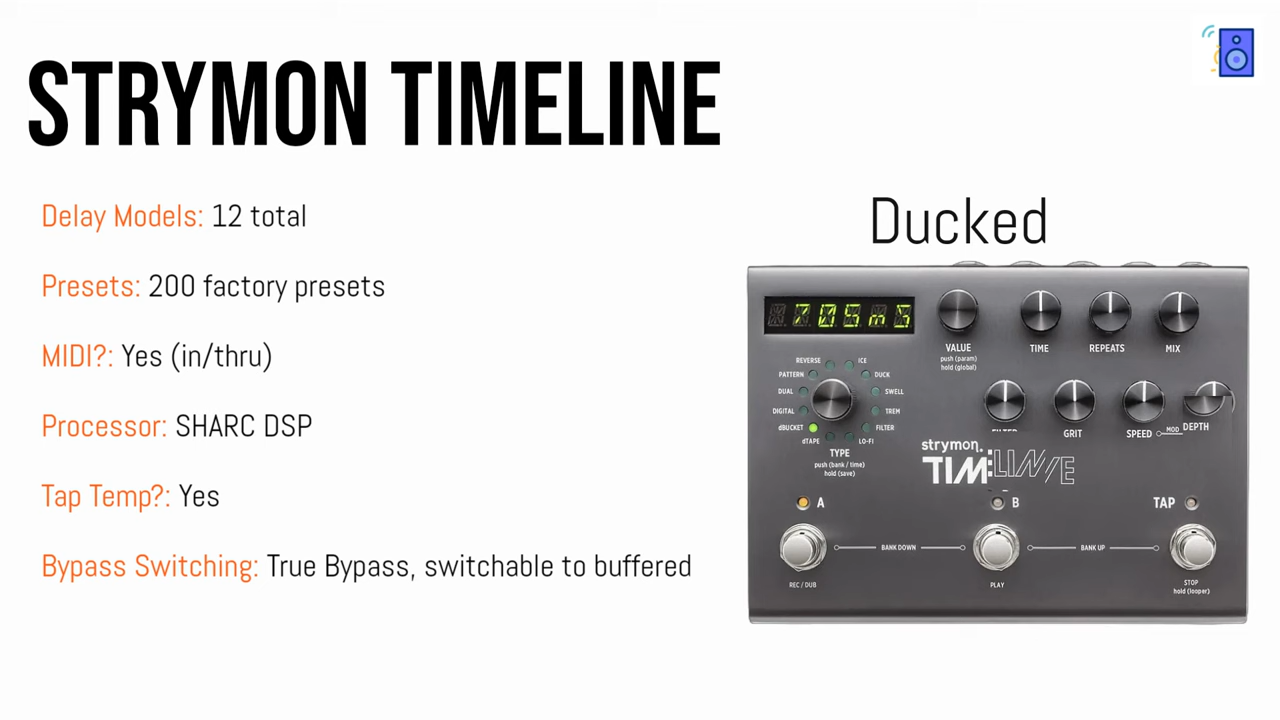 STRYMON TIMELINE
Delay Models: 12 total
Presets: 200 factory presets
MIDI?: Yes (in/thru)
Processor: SHARC DSP
Tap Temp?: Yes
Bypass Switching: True Bypass, switchable to buffered
Ducked
705mS
VALUE
push (param)
hold (global)
TIME
REPEATS
MIX
REVERSE
ICE
PATTERN
DUCK
DUAL
SWELL
DIGITAL
TREM
dBUCKET
FILTER
dTAPE
LO-FI
TYPE
push (bank / time)
hold (save)
GRIT
SPEED
MOD
DEPTH
strymon.
TIMELINE
A
B
TAP
BANK DOWN
BANK UP
REC / DUB
PLAY
STOP
hold (looper)